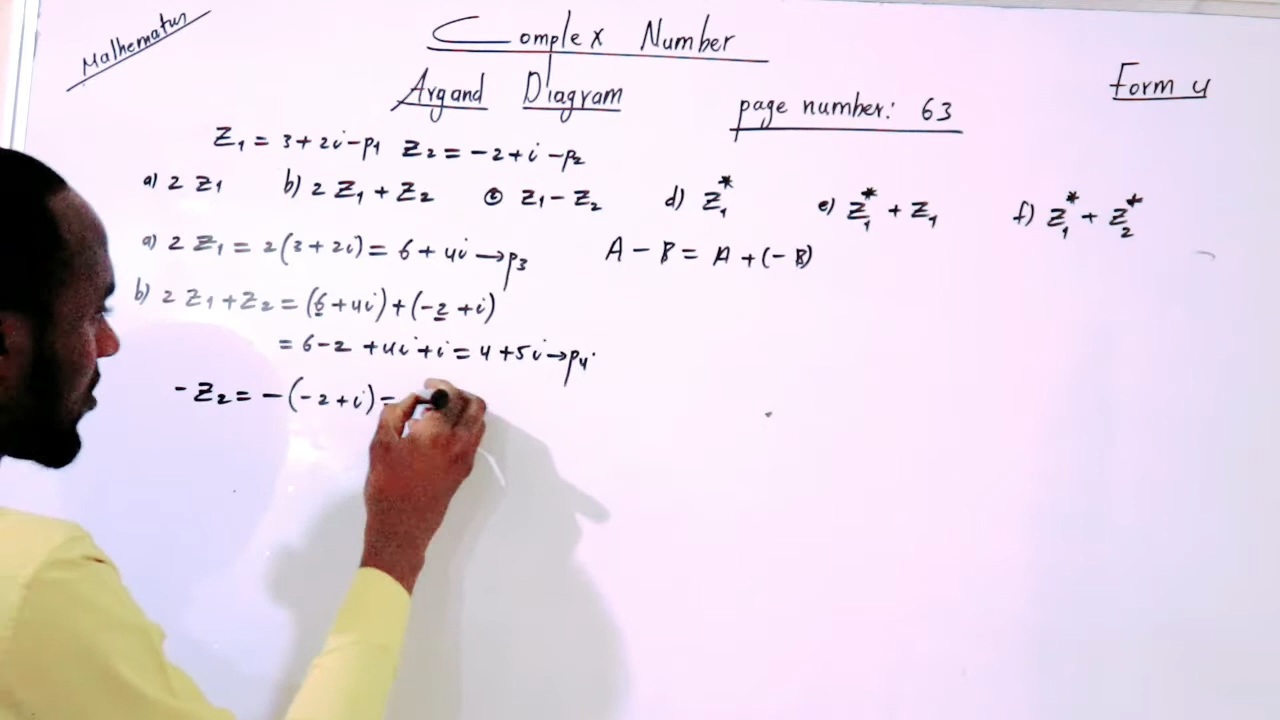 Mathematus
Complex Number
Argand Diagram
Form 4
page number: 63
Z₁ = 3+2i-p1 Z₂ = -2+i-p2
a) 2 Z1 b) 2 Z₁ + Z₂ c) Z₁ - Z₂ d) Z₁* e) Z₁* + Z₁ f) Z₁* + Z₂*
a) 2 Z₁ = 2(3+2i) = 6+4i → p3 A - B = A + (-B)
b) 2 Z₁ + Z₂ = (6+4i)+(-2+i)
= 6-2 +4i+i = 4+5i → p4
- Z₂ = -(-2+i) =